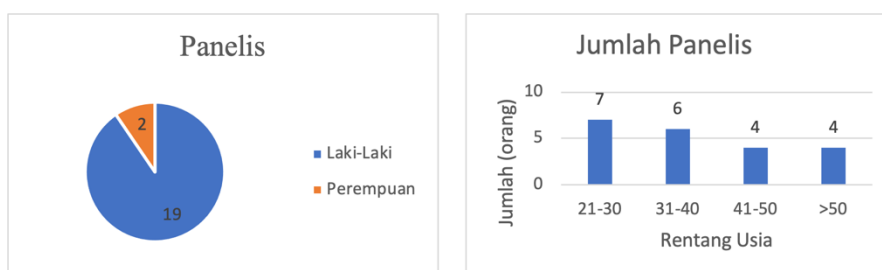 Panelis
2
19
Laki-Laki
Perempuan
Jumlah Panelis
Jumlah (orang)
10
5
0
7
6
4
4
21-30
31-40
41-50
>50
Rentang Usia